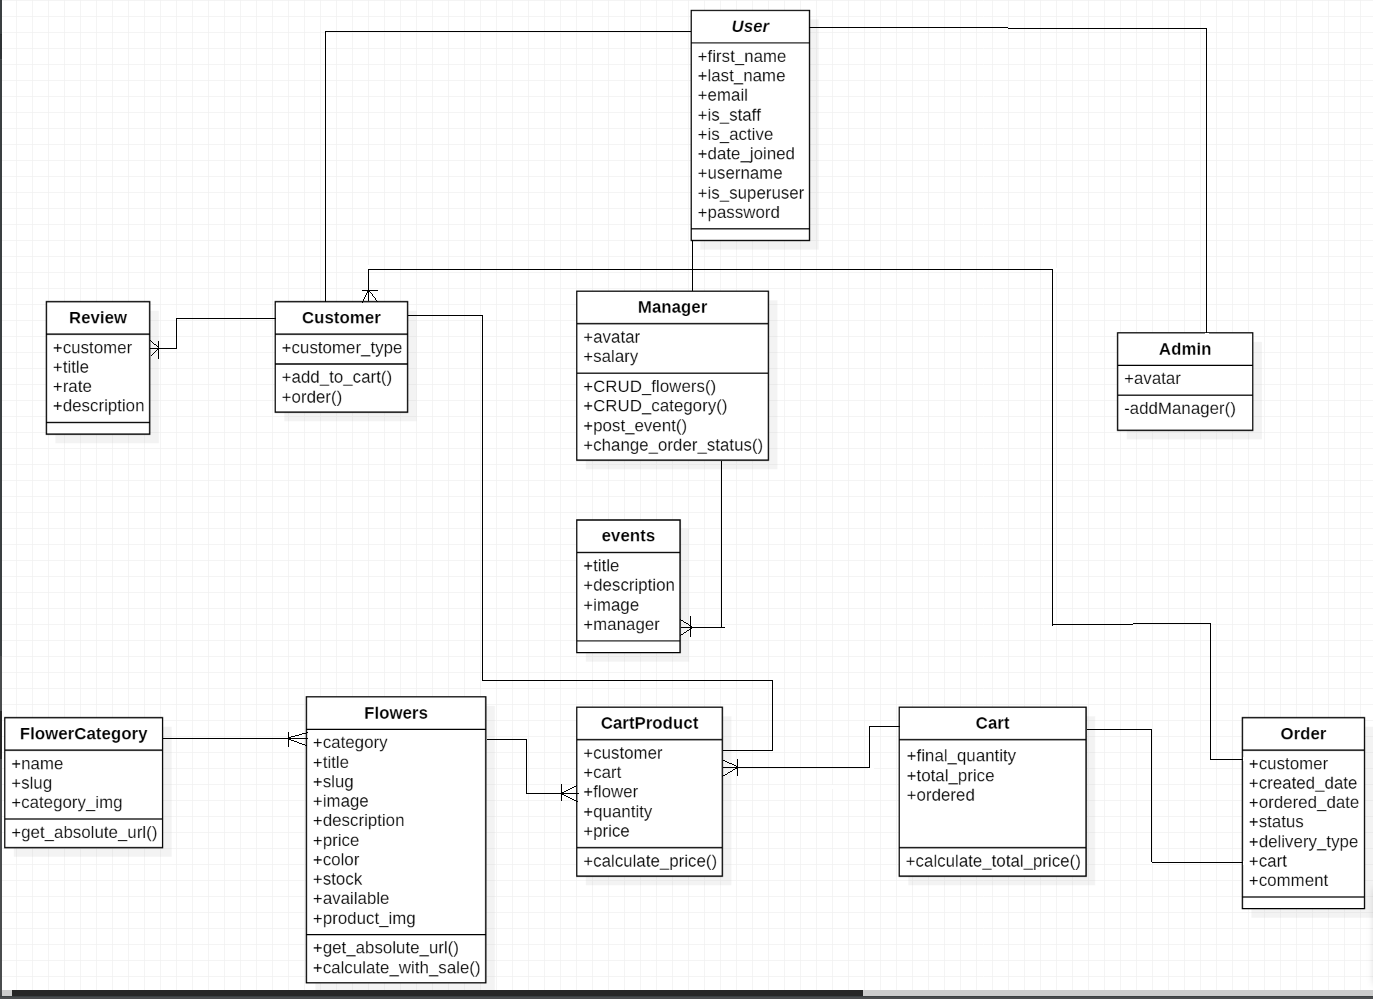 User
+first_name
+last_name
+email
+is_staff
+is_active
+date_joined
+username
+is_superuser
+password
Review
+customer
+title
+rate
+description
Customer
+customer_type
+add_to_cart()
+order()
Manager
+avatar
+salary
+CRUD_flowers()
+CRUD_category()
+post_event()
+change_order_status()
Admin
+avatar
-addManager()
events
+title
+description
+image
+manager
FlowerCategory
+name
+slug
+category_img
+get_absolute_url()
Flowers
+category
+title
+slug
+image
+description
+price
+color
+stock
+available
+product_img
+get_absolute_url()
+calculate_with_sale()
CartProduct
+customer
+cart
+flower
+quantity
+price
+calculate_price()
Cart
+final_quantity
+total_price
+ordered
+calculate_total_price()
Order
+customer
+created_date
+ordered_date
+status
+delivery_type
+cart
+comment